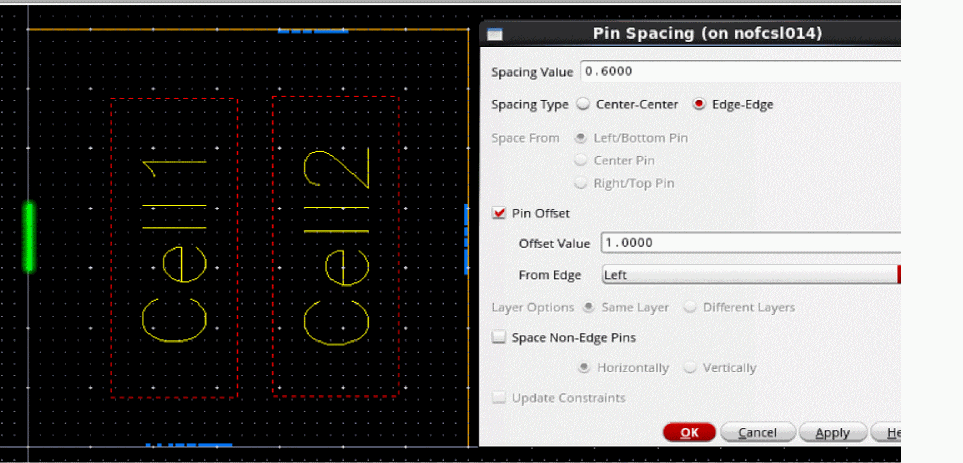 Pin Spacing (on nofcsl014)
Spacing Value 0.6000
Spacing Type Center-Center Edge-Edge
Space From Left/Bottom Pin
Center Pin
Right/Top Pin
Pin Offset
Offset Value 1.0000
From Edge Left
Layer Options Same Layer Different Layers
Space Non-Edge Pins
Horizontally Vertically
Update Constraints
OK Cancel Apply
Cell1
Cell2